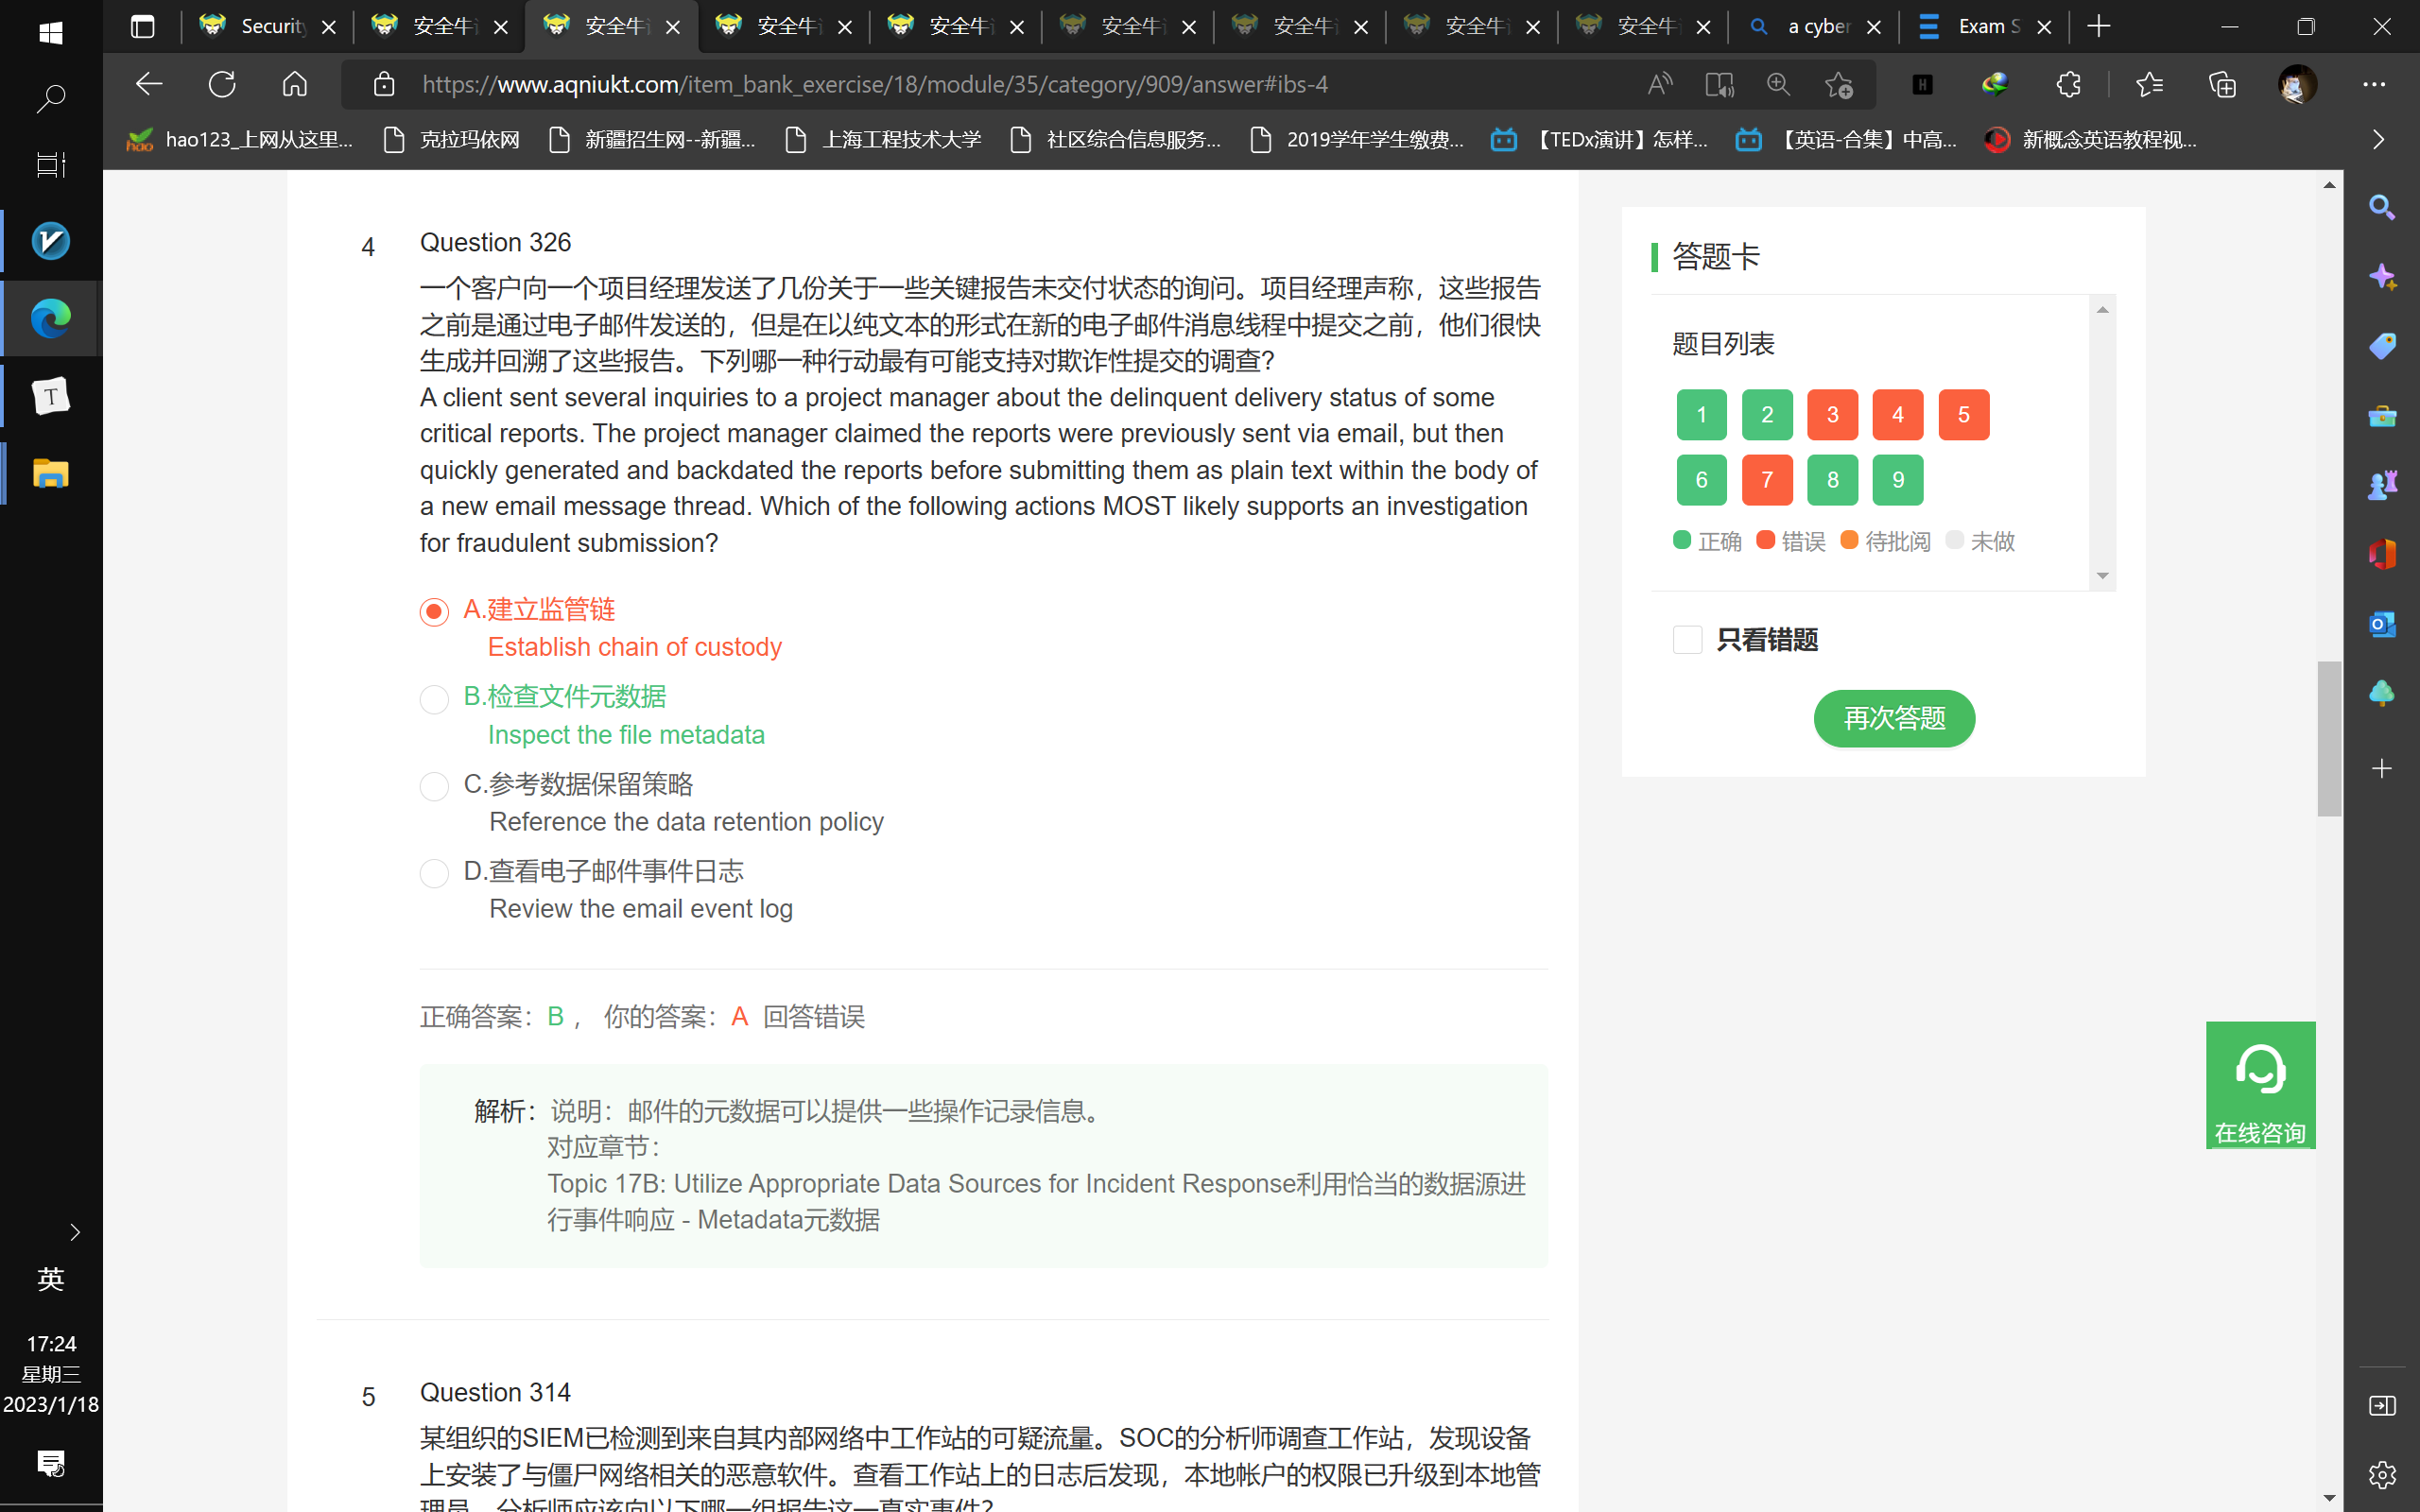 Security
安全牛
安全牛
安全牛
安全牛
安全牛
安全牛
安全牛
安全牛
a cyber
Exam S
https://www.aqniukt.com/item_bank_exercise/18/module/35/category/909/answer#ibs-4
hao123_上网从这里...
克拉玛依网
新疆招生网--新疆...
上海工程技术大学
社区综合信息服务...
2019学年学生缴费...
【TEDx演讲】怎样...
【英语-合集】中高...
新概念英语教程视...
4 Question 326
一个客户向一个项目经理发送了几份关于一些关键报告未交付状态的询问。项目经理声称，这些报告
之前是通过电子邮件发送的，但是在以纯文本的形式在新的电子邮件消息线程中提交之前，他们很快
生成并回溯了这些报告。下列哪一种行动最有可能支持对欺诈性提交的调查?
A client sent several inquiries to a project manager about the delinquent delivery status of some
critical reports. The project manager claimed the reports were previously sent via email, but then
quickly generated and backdated the reports before submitting them as plain text within the body of
a new email message thread. Which of the following actions MOST likely supports an investigation
for fraudulent submission?
A.建立监管链
Establish chain of custody
B.检查文件元数据
Inspect the file metadata
C.参考数据保留策略
Reference the data retention policy
D.查看电子邮件事件日志
Review the email event log
正确答案：B ， 你的答案：A 回答错误
解析：说明：邮件的元数据可以提供一些操作记录信息。
对应章节：
Topic 17B: Utilize Appropriate Data Sources for Incident Response利用恰当的数据源进
行事件响应 - Metadata元数据
5 Question 314
某组织的SIEM已检测到来自其内部网络中工作站的可疑流量。SOC的分析师调查工作站，发现设备
上安装了与僵尸网络相关的恶意软件。查看工作站上的日志后发现，本地帐户的权限已升级到本地管
理员。分析师应该向以下哪一组报告这一真实事件?
答题卡
题目列表
1 2 3 4 5
6 7 8 9
正确 错误 待批阅 未做
只看错题
再次答题
在线咨询
英
17:24
星期三
2023/1/18